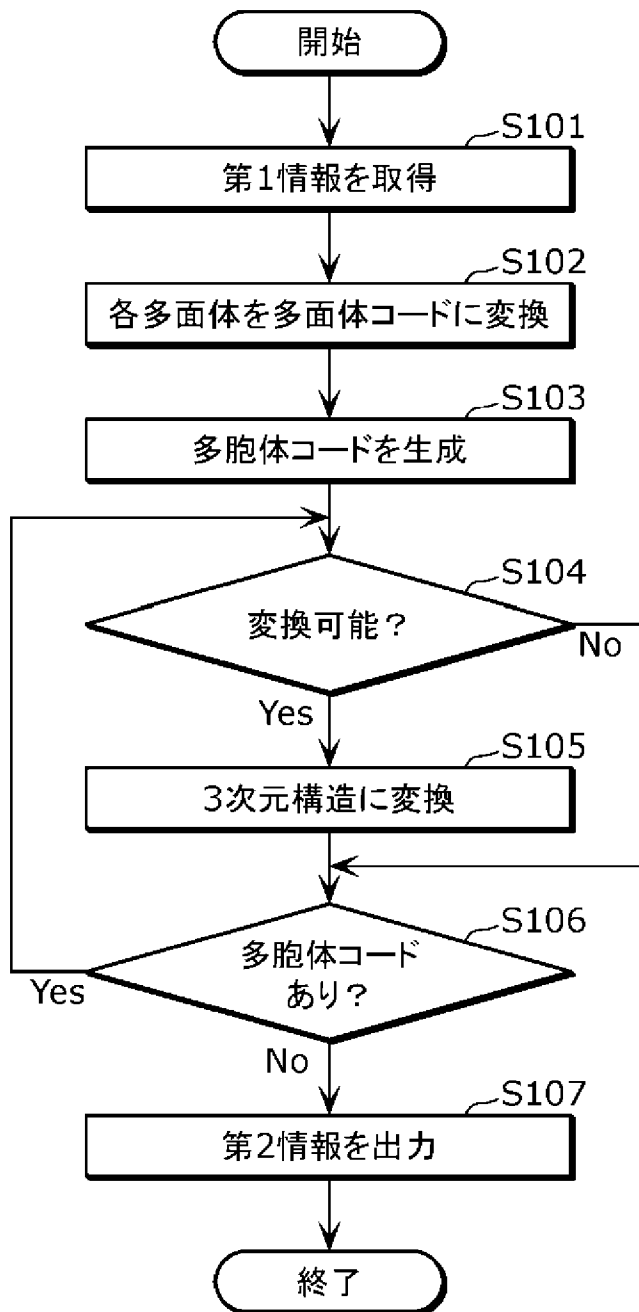 開始
S101
第1情報を取得
S102
各多面体を多面体コードに変換
S103
多胞体コードを生成
S104
変換可能？
No
Yes
S105
3次元構造に変換
S106
多胞体コード
あり？
Yes
No
S107
第2情報を出力
終了